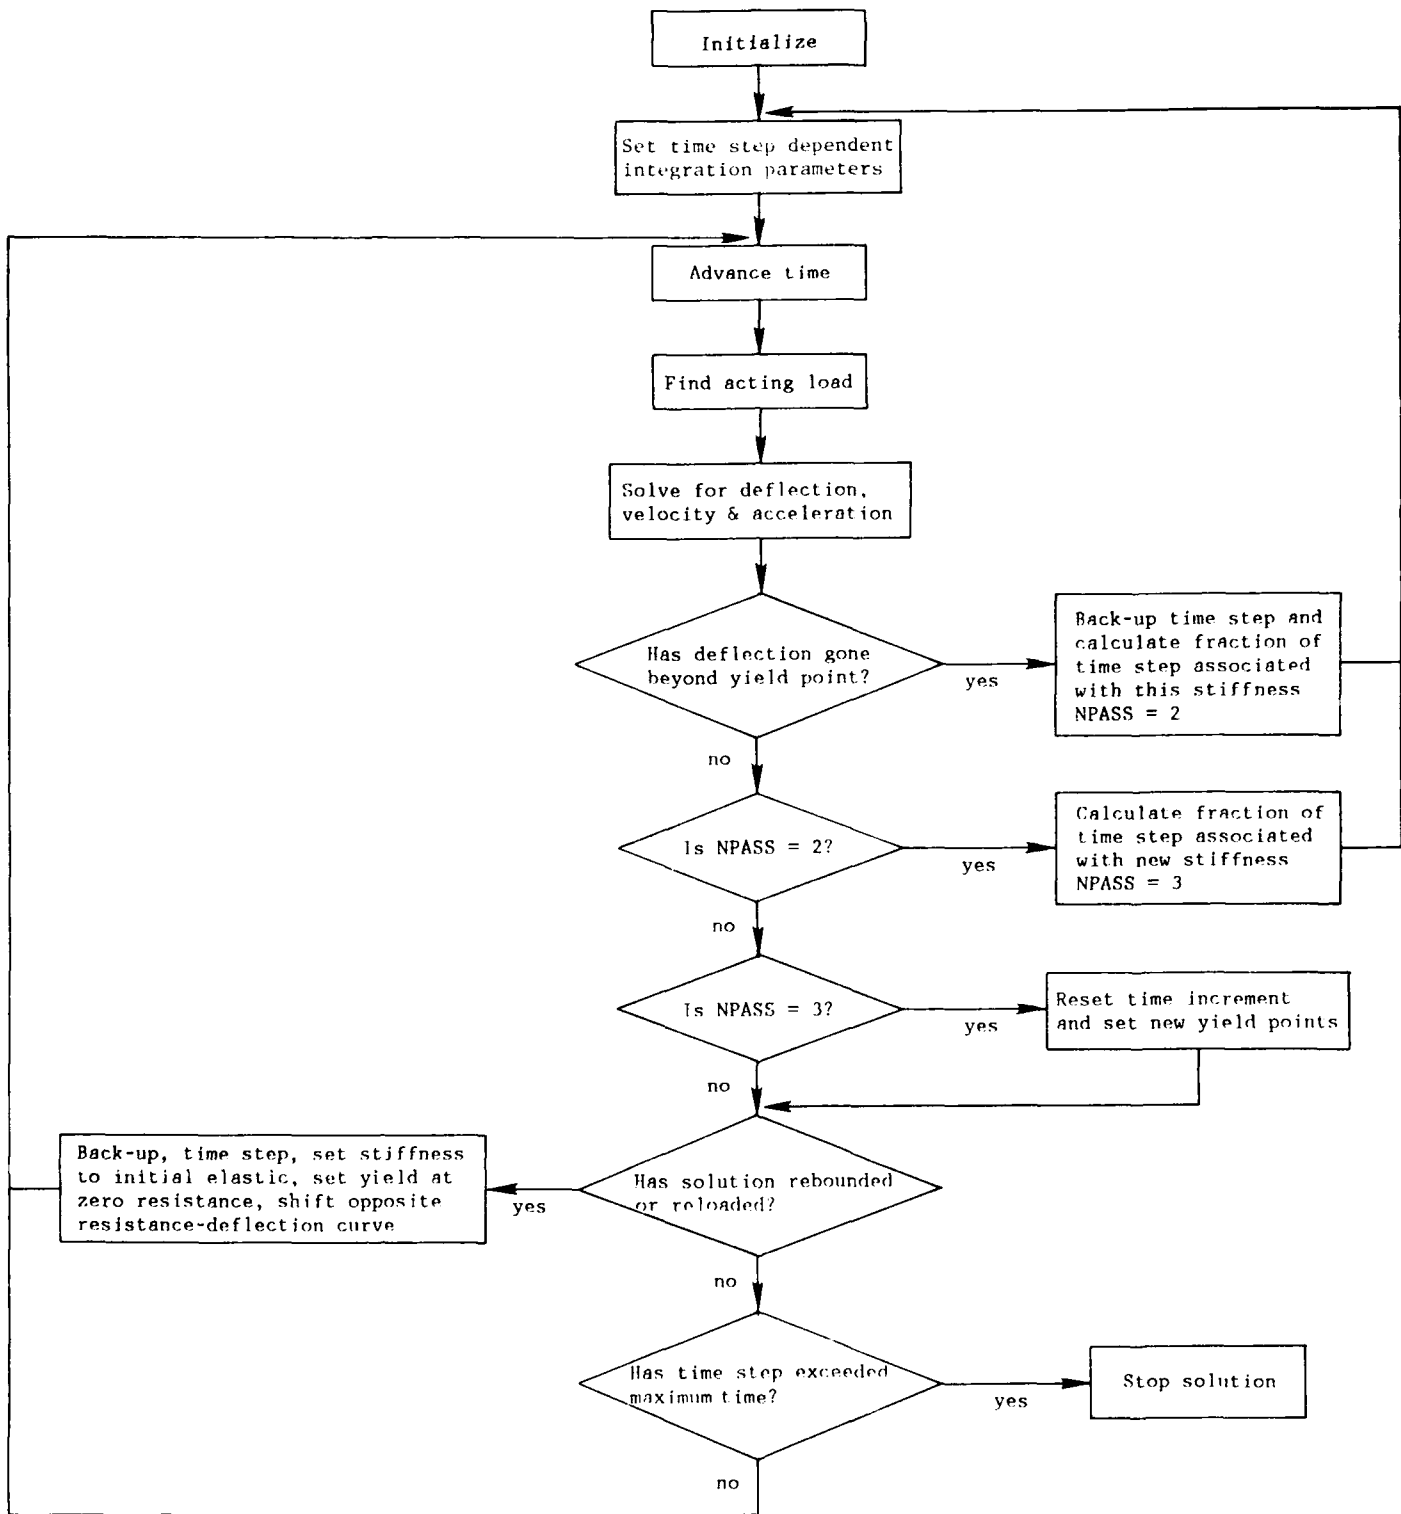 Initialize
Set time step dependent
integration parameters
Advance time
Find acting load
Solve for deflection,
velocity & acceleration
Has deflection gone
beyond yield point?
yes
Back-up time step and
calculate fraction of
time step associated
with this stiffness
NPASS = 2
no
Is NPASS = 2?
yes
Calculate fraction of
time step associated
with new stiffness
NPASS = 3
no
Is NPASS = 3?
yes
Reset time increment
and set new yield points
no
Has solution rebounded
or reloaded?
yes
Back-up, time step, set stiffness
to initial elastic, set yield at
zero resistance, shift opposite
resistance-deflection curve
no
Has time step exceeded
maximum time?
yes
Stop solution
no